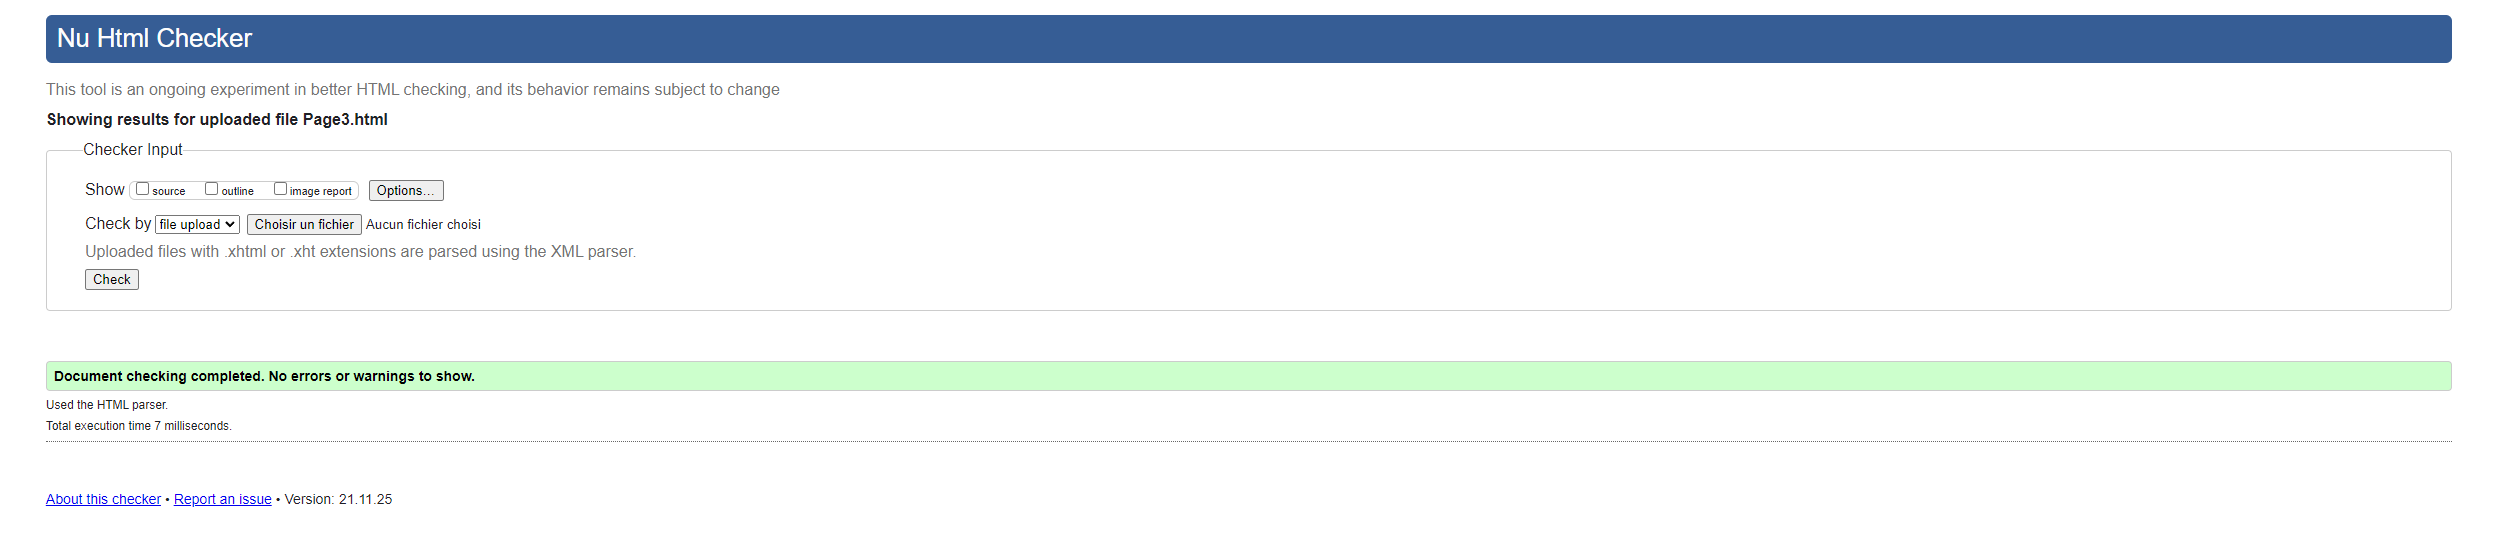 Nu Html Checker
This tool is an ongoing experiment in better HTML checking, and its behavior remains subject to change
Showing results for uploaded file Page3.html
Checker Input
Show source outline image report Options...
Check by file upload Choisir un fichier Aucun fichier choisi
Uploaded files with .xhtml or .xht extensions are parsed using the XML parser.
Check
Document checking completed. No errors or warnings to show.
Used the HTML parser.
Total execution time 7 milliseconds.
About this checker • Report an issue • Version: 21.11.25